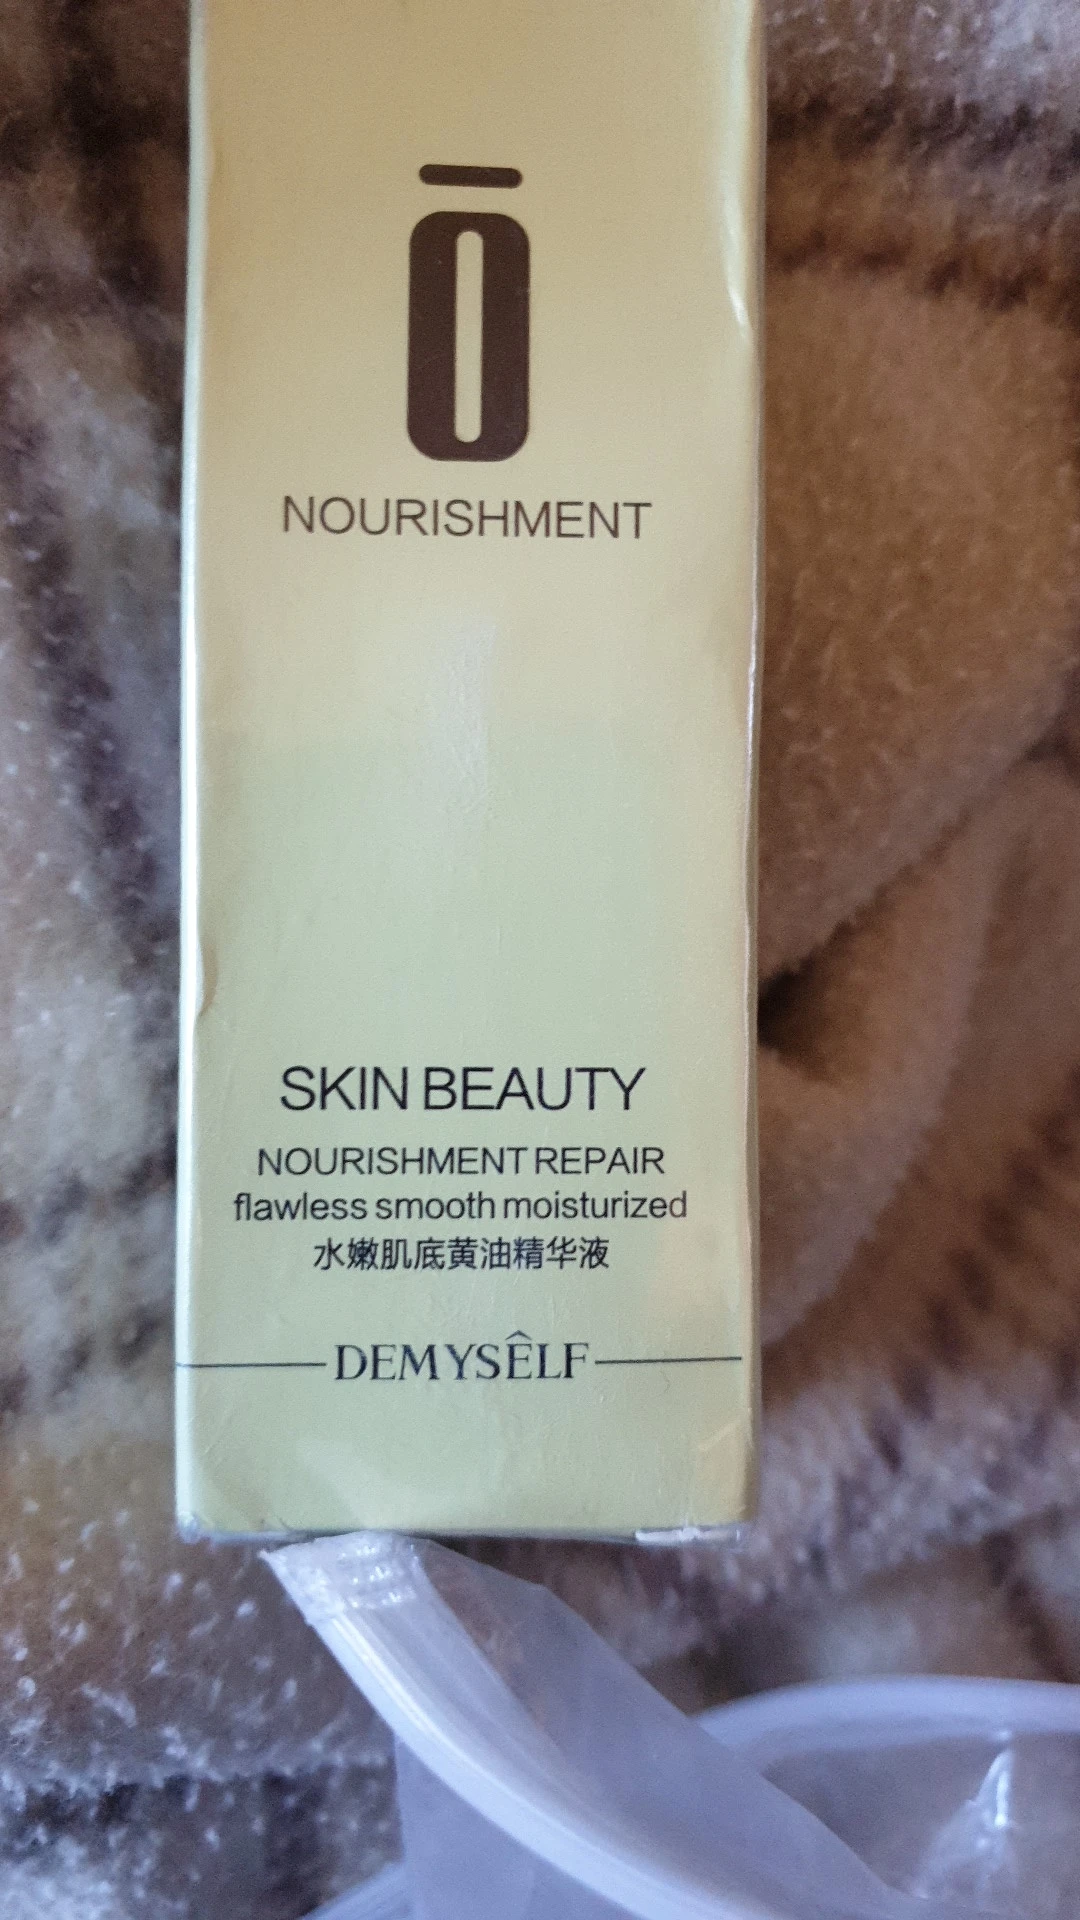 Ō
NOURISHMENT
SKIN BEAUTY
NOURISHMENT REPAIR
flawless smooth moisturized
水嫩肌底黄油精华液
DEMYSÊLF